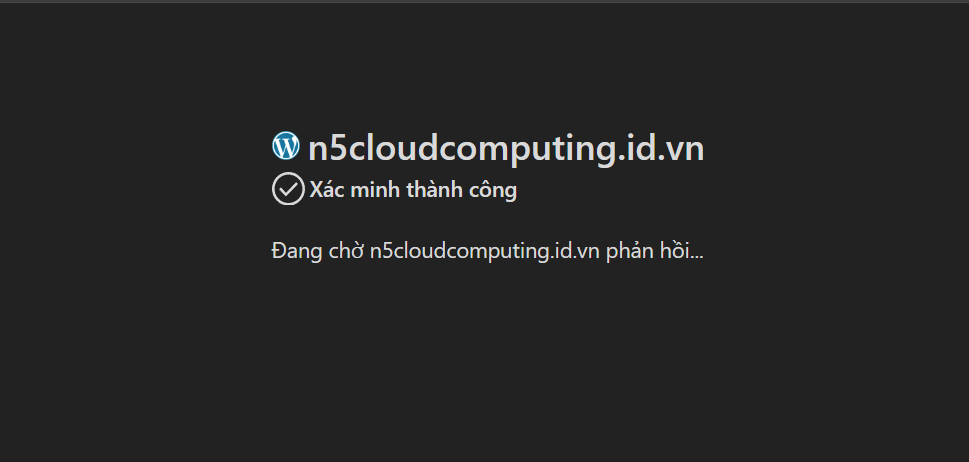 n5cloudcomputing.id.vn
Xác minh thành công
Đang chờ n5cloudcomputing.id.vn phản hồi...